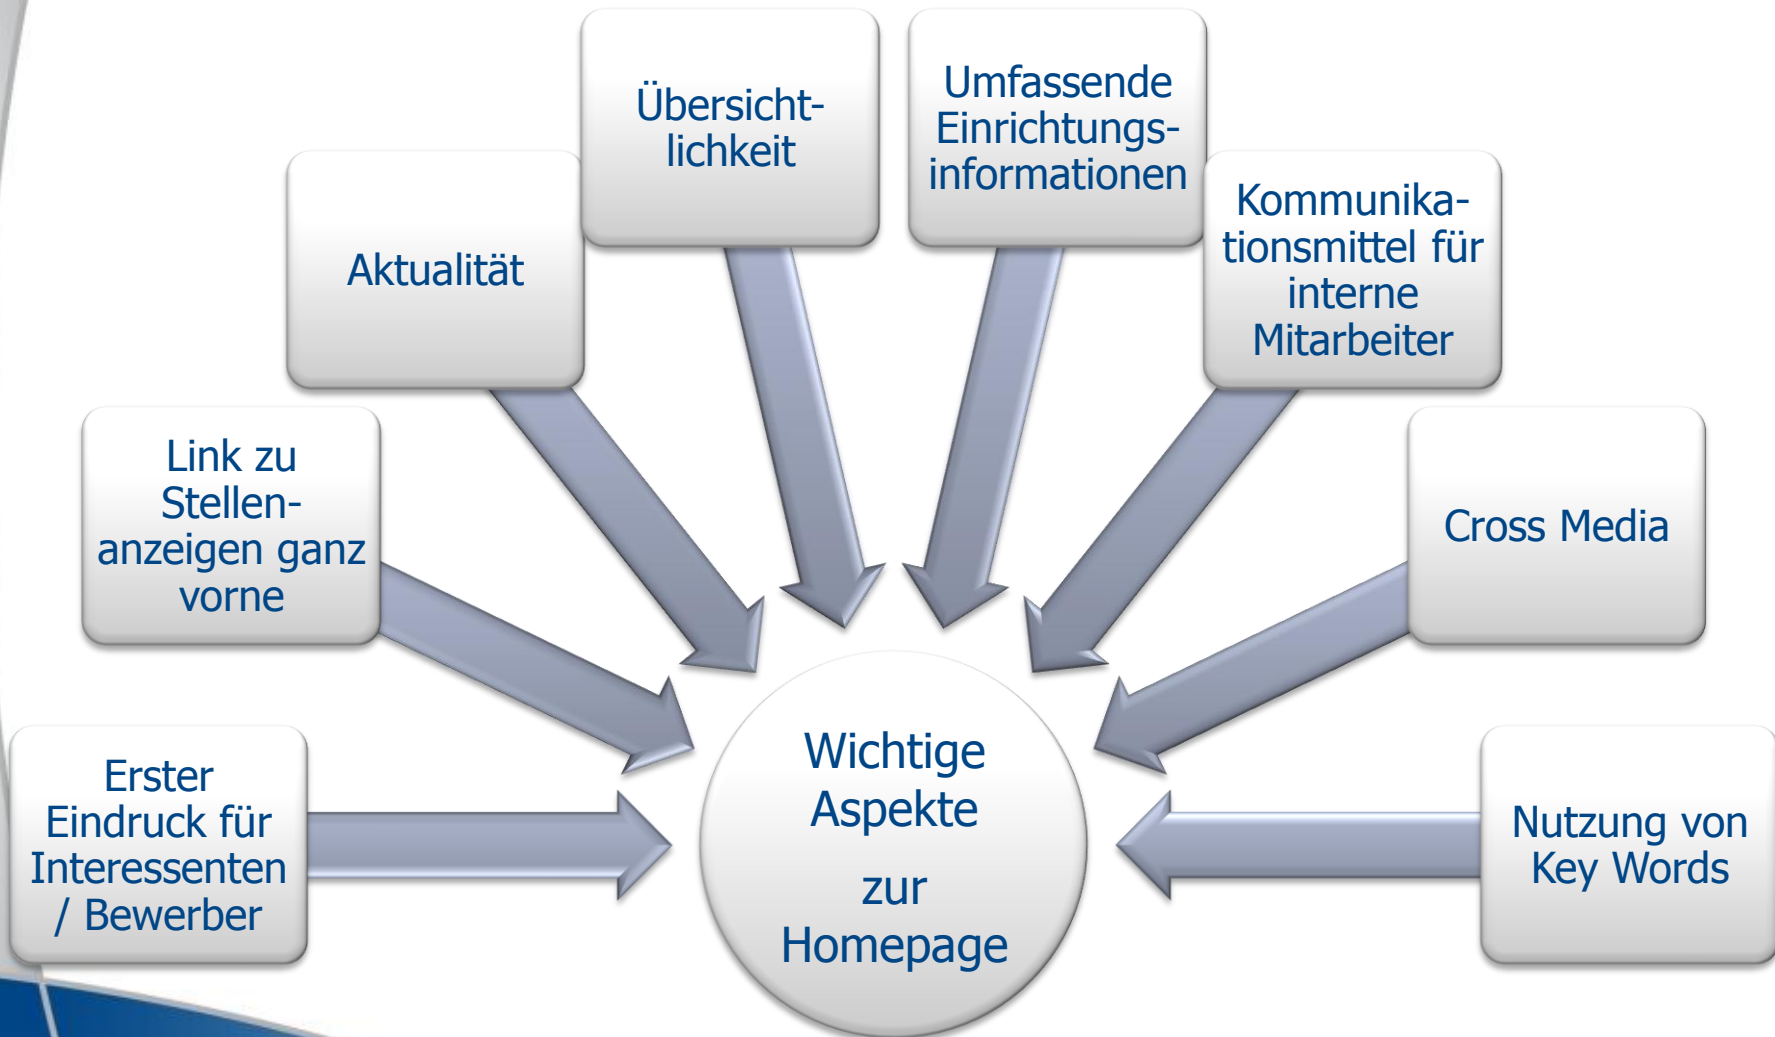 Erster
Eindruck für
Interessenten
/ Bewerber
Link zu
Stellen-
anzeigen ganz
vorne
Aktualität
Übersicht-
lichkeit
Umfassende
Einrichtungs-
informationen
Kommunika-
tionsmittel für
interne
Mitarbeiter
Cross Media
Nutzung von
Key Words
Wichtige
Aspekte
zur
Homepage